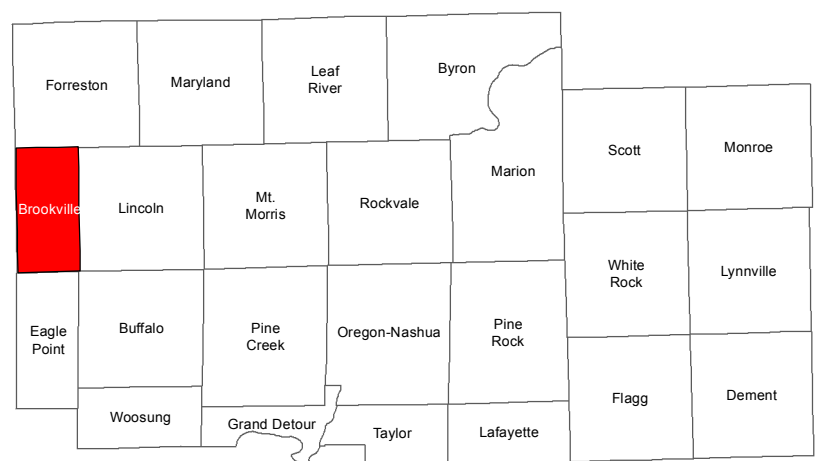 Forreston
Maryland
Leaf
River
Byron
Scott
Monroe
Brookville
Lincoln
Mt.
Morris
Rockvale
Marion
White
Rock
Lynnville
Eagle
Point
Buffalo
Pine
Creek
Oregon-Nashua
Pine
Rock
Flagg
Dement
Woosung
Grand Detour
Taylor
Lafayette